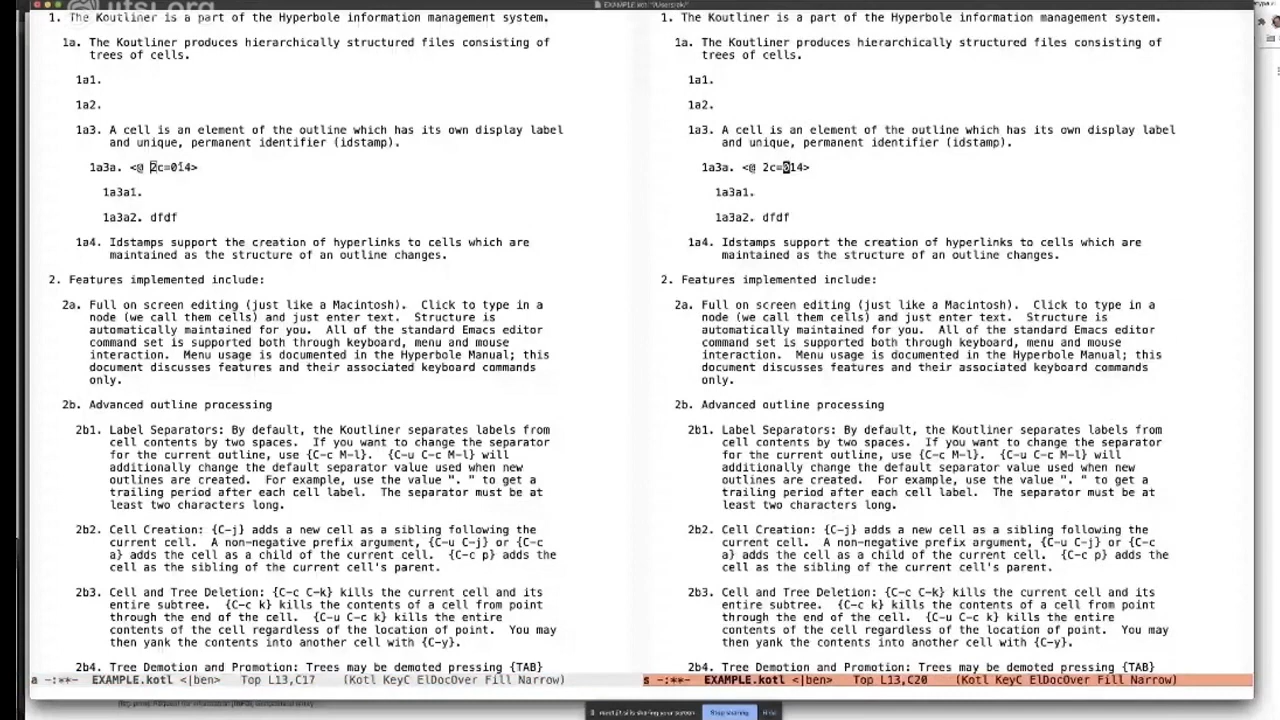 jitsi.org
EXAMPLE.kotl
1. The Koutliner is a part of the Hyperbole information management system.
1a. The Koutliner produces hierarchically structured files consisting of
trees of cells.
1a1.
1a2.
1a3. A cell is an element of the outline which has its own display label
and unique, permanent identifier (idstamp).
1a3a. <@ 2c=014>
1a3a1.
1a3a2. dfdf
1a4. Idstamps support the creation of hyperlinks to cells which are
maintained as the structure of an outline changes.
2. Features implemented include:
2a. Full on screen editing (just like a Macintosh).  Click to type in a
node (we call them cells) and just enter text.  Structure is
automatically maintained for you.  All of the standard Emacs editor
command set is supported both through keyboard, menu and mouse
interaction.  Menu usage is documented in the Hyperbole Manual; this
document discusses features and their associated keyboard commands
only.
2b. Advanced outline processing
2b1. Label Separators: By default, the Koutliner separates labels from
cell contents by two spaces.  If you want to change the separator
for the current outline, use {C-c M-l}.  {C-u C-c M-l} will
additionally change the default separator value used when new
outlines are created.  For example, use the value ". " to get a
trailing period after each cell label.  The separator must be at
least two characters long.
2b2. Cell Creation: {C-j} adds a new cell as a sibling following the
current cell.  A non-negative prefix argument, {C-u C-j} or {C-c
a} adds the cell as a child of the current cell.  {C-c p} adds the
cell as the sibling of the current cell's parent.
2b3. Cell and Tree Deletion: {C-c C-k} kills the current cell and its
entire subtree.  {C-c k} kills the contents of a cell from point
through the end of the cell.  {C-u C-c k} kills the entire
contents of the cell regardless of the location of point.  You may
then yank the contents into another cell with {C-y}.
2b4. Tree Demotion and Promotion: Trees may be demoted pressing {TAB}
a -:**-  EXAMPLE.kotl <|ben>   Top L13,C17    (Kotl KeyC ElDocOver Fill Narrow)
1. The Koutliner is a part of the Hyperbole information management system.
1a. The Koutliner produces hierarchically structured files consisting of
trees of cells.
1a1.
1a2.
1a3. A cell is an element of the outline which has its own display label
and unique, permanent identifier (idstamp).
1a3a. <@ 2c=014>
1a3a1.
1a3a2. dfdf
1a4. Idstamps support the creation of hyperlinks to cells which are
maintained as the structure of an outline changes.
2. Features implemented include:
2a. Full on screen editing (just like a Macintosh).  Click to type in a
node (we call them cells) and just enter text.  Structure is
automatically maintained for you.  All of the standard Emacs editor
command set is supported both through keyboard, menu and mouse
interaction.  Menu usage is documented in the Hyperbole Manual; this
document discusses features and their associated keyboard commands
only.
2b. Advanced outline processing
2b1. Label Separators: By default, the Koutliner separates labels from
cell contents by two spaces.  If you want to change the separator
for the current outline, use {C-c M-l}.  {C-u C-c M-l} will
additionally change the default separator value used when new
outlines are created.  For example, use the value ". " to get a
trailing period after each cell label.  The separator must be at
least two characters long.
2b2. Cell Creation: {C-j} adds a new cell as a sibling following the
current cell.  A non-negative prefix argument, {C-u C-j} or {C-c
a} adds the cell as a child of the current cell.  {C-c p} adds the
cell as the sibling of the current cell's parent.
2b3. Cell and Tree Deletion: {C-c C-k} kills the current cell and its
entire subtree.  {C-c k} kills the contents of a cell from point
through the end of the cell.  {C-u C-c k} kills the entire
contents of the cell regardless of the location of point.  You may
then yank the contents into another cell with {C-y}.
2b4. Tree Demotion and Promotion: Trees may be demoted pressing {TAB}
s -:**-  EXAMPLE.kotl <|ben>   Top L13,C20    (Kotl KeyC ElDocOver Fill Narrow)
meet.jit.si is sharing your screen.
Stop sharing
Hide